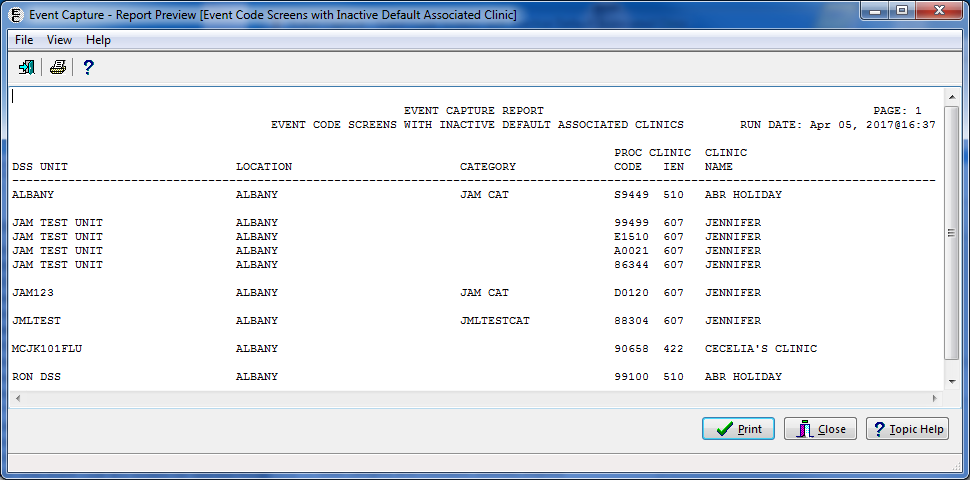 Event Capture - Report Preview [Event Code Screens with Inactive Default Associated Clinic]
File View Help
EVENT CAPTURE REPORT PAGE: 1
EVENT CODE SCREENS WITH INACTIVE DEFAULT ASSOCIATED CLINICS RUN DATE: Apr 05, 2017@16:37
PROC CLINIC CLINIC
DSS UNIT LOCATION CATEGORY CODE IEN NAME
ALBANY ALBANY JAM CAT S9449 510 ABR HOLIDAY
JAM TEST UNIT ALBANY 99499 607 JENNIFER
JAM TEST UNIT ALBANY E1510 607 JENNIFER
JAM TEST UNIT ALBANY A0021 607 JENNIFER
JAM TEST UNIT ALBANY 86344 607 JENNIFER
JAM123 ALBANY JAM CAT D0120 607 JENNIFER
JMLTEST ALBANY JMLTESTCAT 88304 607 JENNIFER
MCJK101FLU ALBANY 90658 422 CECELIA'S CLINIC
RON DSS ALBANY 99100 510 ABR HOLIDAY
Print Close Topic Help